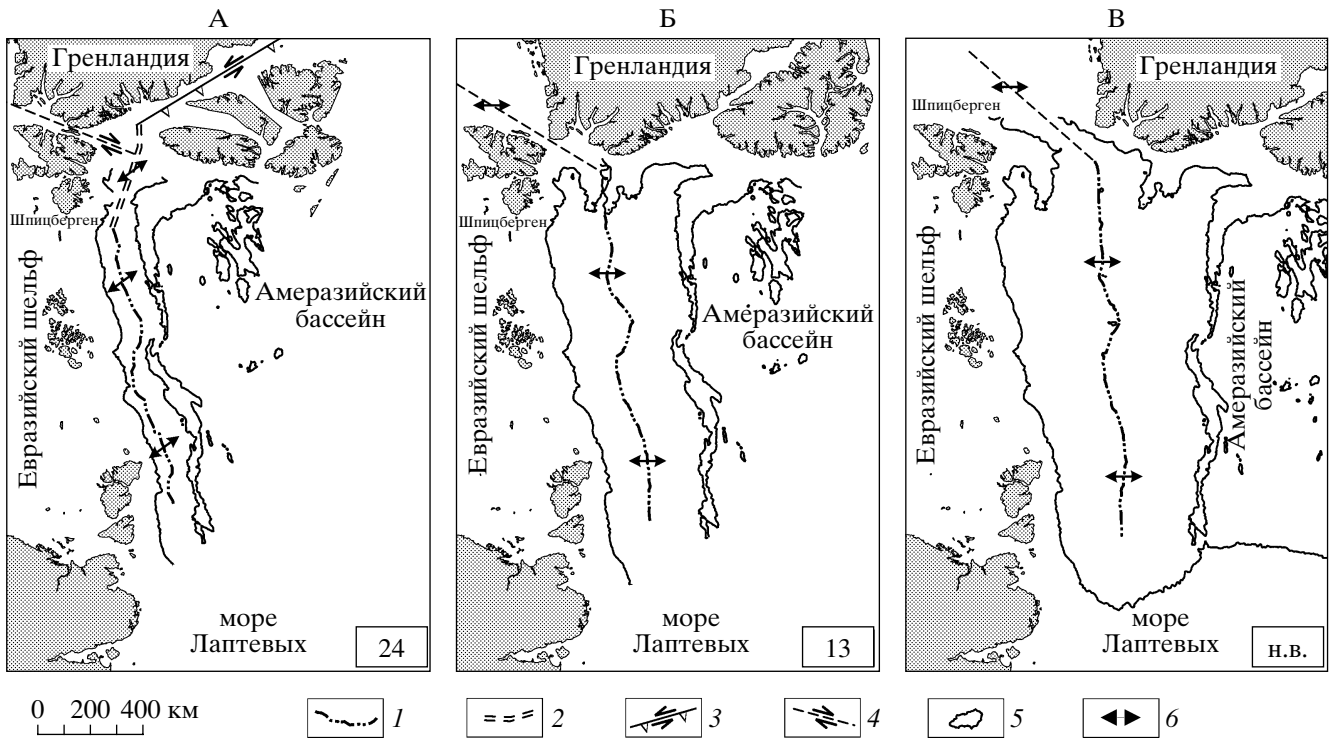 А
Гренландия
Шпицберген
Евразийский шельф
Амеразийский
бассейн
море
Лаптевых
24
Б
Гренландия
Шпицберген
Евразийский шельф
Амеразийский
бассейн
море
Лаптевых
13
В
Гренландия
Шпицберген
Евразийский шельф
Амеразийский
бассейн
море
Лаптевых
н.в.
0 200 400 км
1
2
3
4
5
6